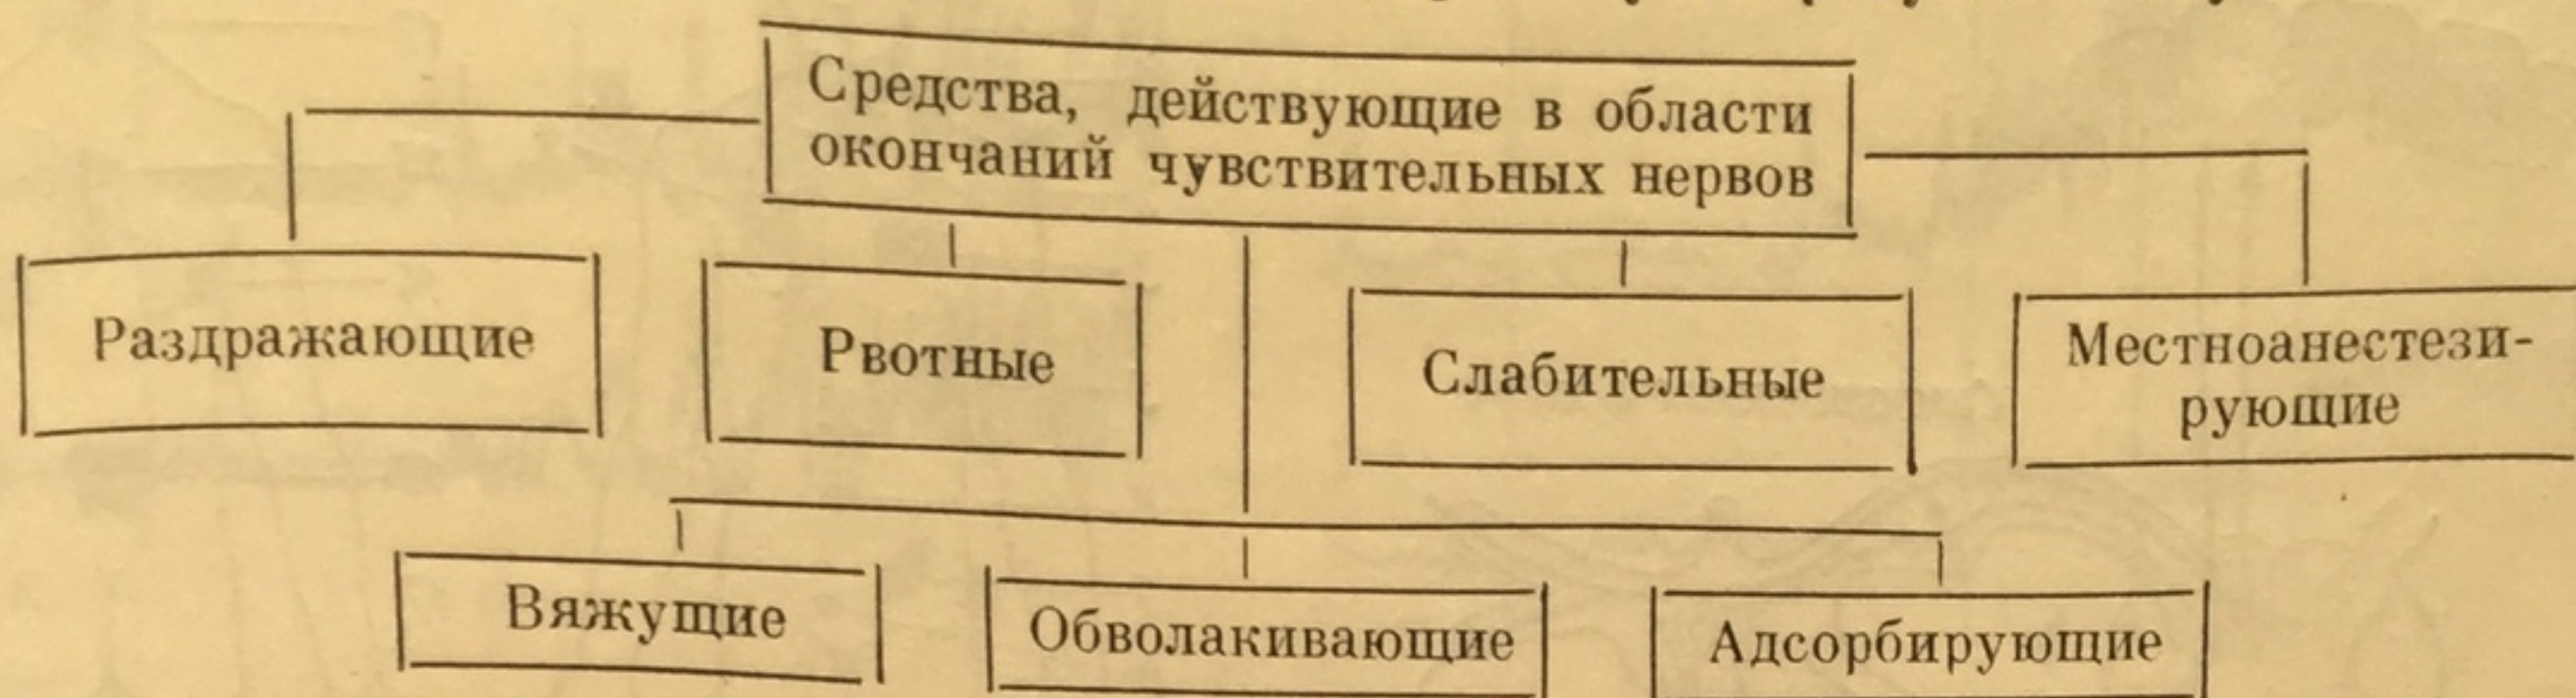 Средства, действующие в области
окончаний чувствительных нервов
Раздражающие
Рвотные
Слабительные
Местноанестези-
рующие
Вяжущие
Обволакивающие
Адсорбирующие